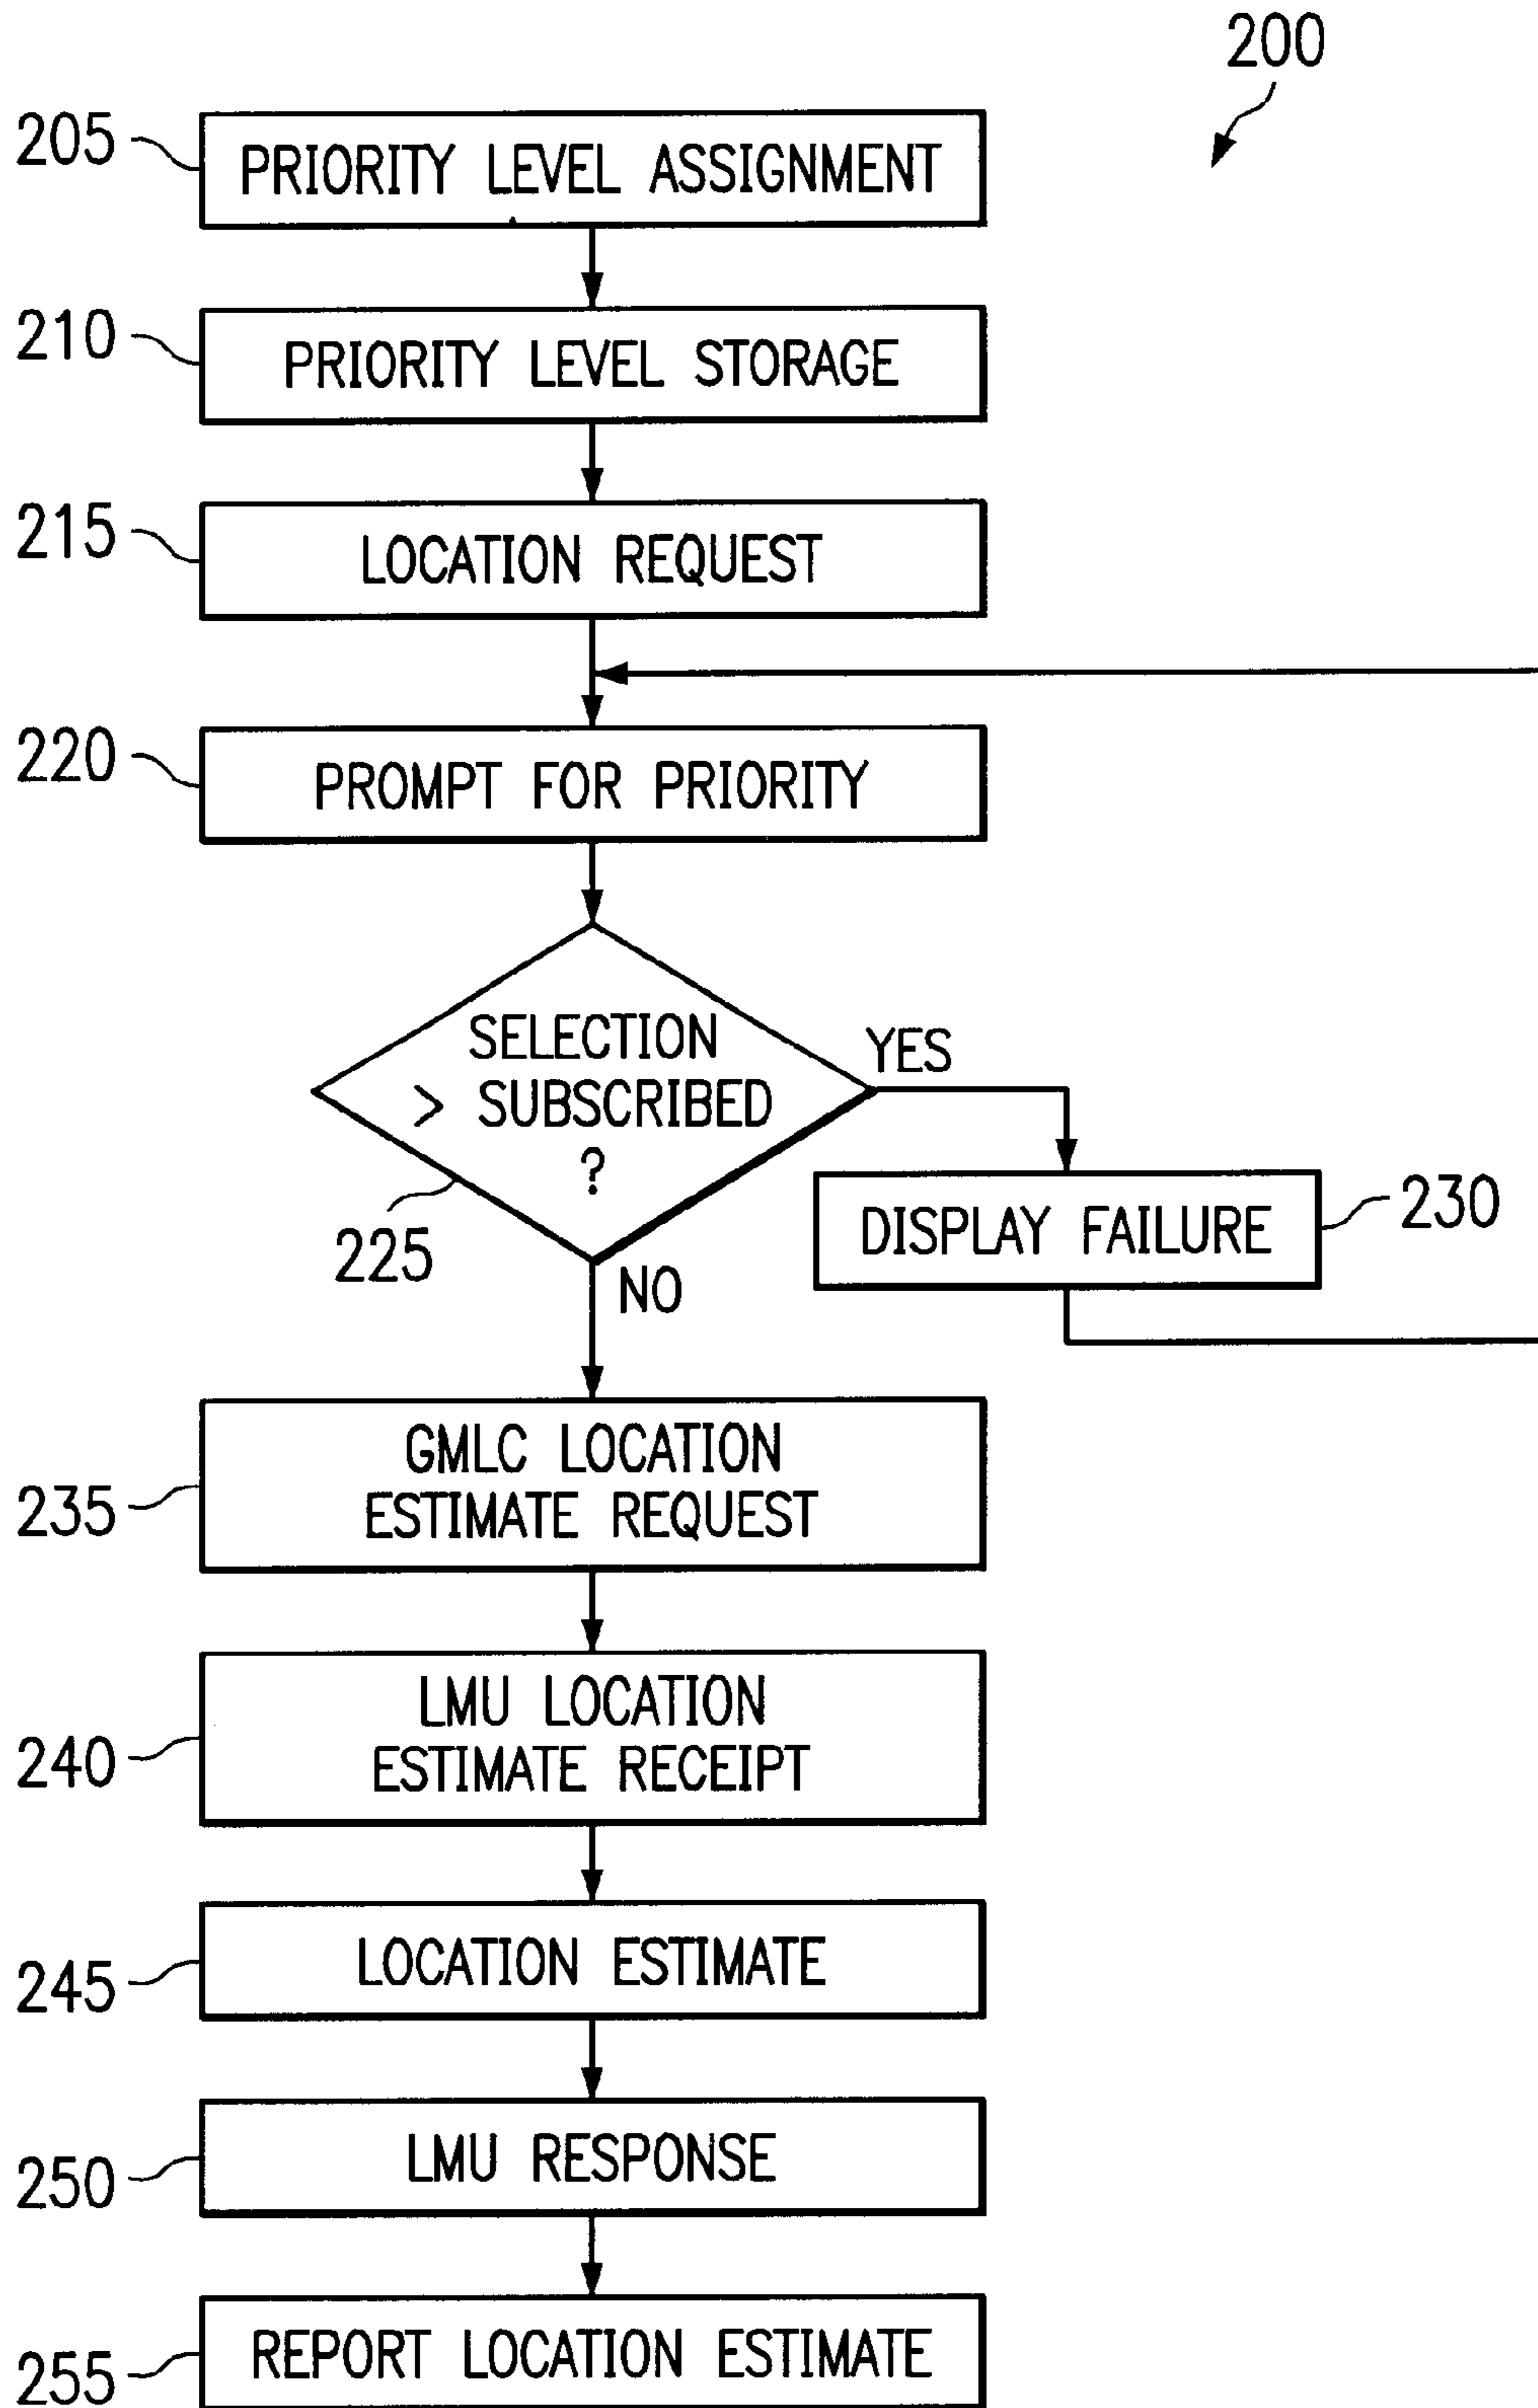 200
205
PRIORITY LEVEL ASSIGNMENT
210
PRIORITY LEVEL STORAGE
215
LOCATION REQUEST
220
PROMPT FOR PRIORITY
SELECTION
> SUBSCRIBED
?
YES
225
NO
DISPLAY FAILURE
230
GMLC LOCATION
ESTIMATE REQUEST
235
LMU LOCATION
ESTIMATE RECEIPT
240
LOCATION ESTIMATE
245
LMU RESPONSE
250
REPORT LOCATION ESTIMATE
255